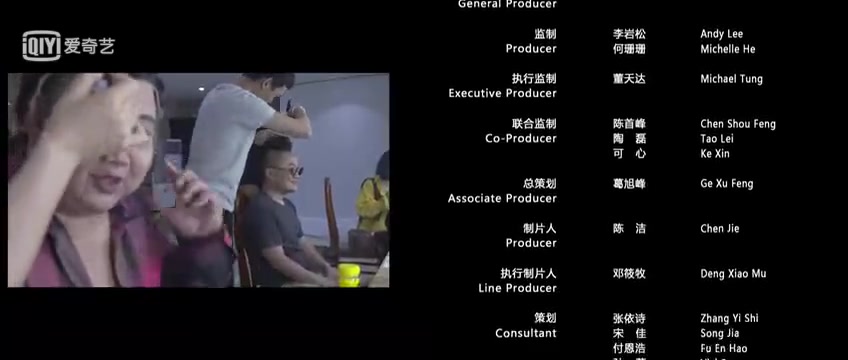 General Producer
iQIYI 爱奇艺
监制 李岩松 Andy Lee
Producer 何珊珊 Michelle He
执行监制 董天达 Michael Tung
Executive Producer
联合监制 陈首峰 Chen Shou Feng
Co-Producer 陶 磊 Tao Lei
可 心 Ke Xin
总策划 葛旭峰 Ge Xu Feng
Associate Producer
制片人 陈 洁 Chen Jie
Producer
执行制片人 邓筱牧 Deng Xiao Mu
Line Producer
策划 张依诗 Zhang Yi Shi
Consultant 宋 佳 Song Jia
付恩浩 Fu En Hao